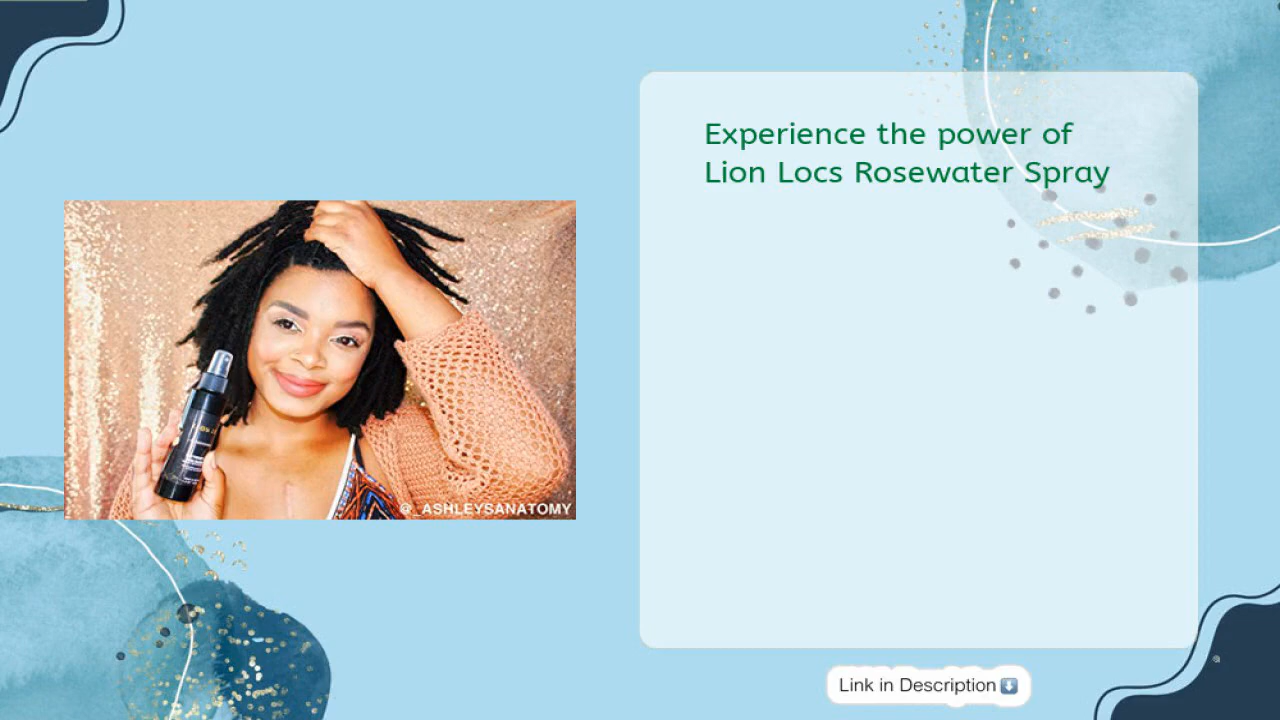 Experience the power of
Lion Locs Rosewater Spray
@_ASHLEYSANATOMY
Link in Description